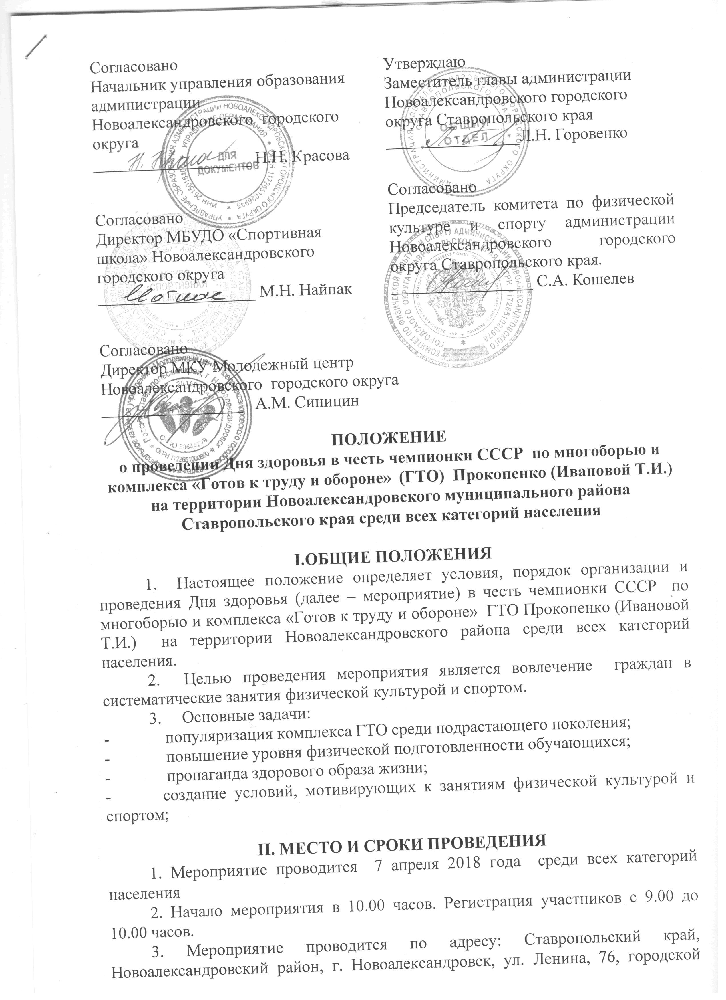 Согласовано
Начальник управления образования
администрации
Новоалександровского городского
округа
Н.Н. Красова
Утверждаю
Заместитель главы администрации
Новоалександровского городского
округа Ставропольского края
Л.Н. Горовенко
ОБЩИЙ
ОТДЕЛ
ДЛЯ
ДОКУМЕНТОВ
Согласовано
Председатель комитета по физической
культуре и спорту администрации
Новоалександровского городского
округа Ставропольского края.
С.А. Кошелев
Согласовано
Директор МБУДО «Спортивная
школа» Новоалександровского
городского округа
М.Н. Найпак
Согласовано
Директор МКУ Молодежный центр
Новоалександровского городского округа
А.М. Синицин
ПОЛОЖЕНИЕ
о проведении Дня здоровья в честь чемпионки СССР по многоборью и
комплекса «Готов к труду и обороне» (ГТО) Прокопенко (Ивановой Т.И.)
на территории Новоалександровского муниципального района
Ставропольского края среди всех категорий населения
I.ОБЩИЕ ПОЛОЖЕНИЯ
1. Настоящее положение определяет условия, порядок организации и
проведения Дня здоровья (далее – мероприятие) в честь чемпионки СССР по
многоборью и комплекса «Готов к труду и обороне» ГТО Прокопенко (Ивановой
Т.И.) на территории Новоалександровского района среди всех категорий
населения.
2. Целью проведения мероприятия является вовлечение граждан в
систематические занятия физической культурой и спортом.
3. Основные задачи:
- популяризация комплекса ГТО среди подрастающего поколения;
- повышение уровня физической подготовленности обучающихся;
- пропаганда здорового образа жизни;
- создание условий, мотивирующих к занятиям физической культурой и
спортом;
II. МЕСТО И СРОКИ ПРОВЕДЕНИЯ
1. Мероприятие проводится 7 апреля 2018 года среди всех категорий
населения
2. Начало мероприятия в 10.00 часов. Регистрация участников с 9.00 до
10.00 часов.
3. Мероприятие проводится по адресу: Ставропольский край,
Новоалександровский район, г. Новоалександровск, ул. Ленина, 76, городской